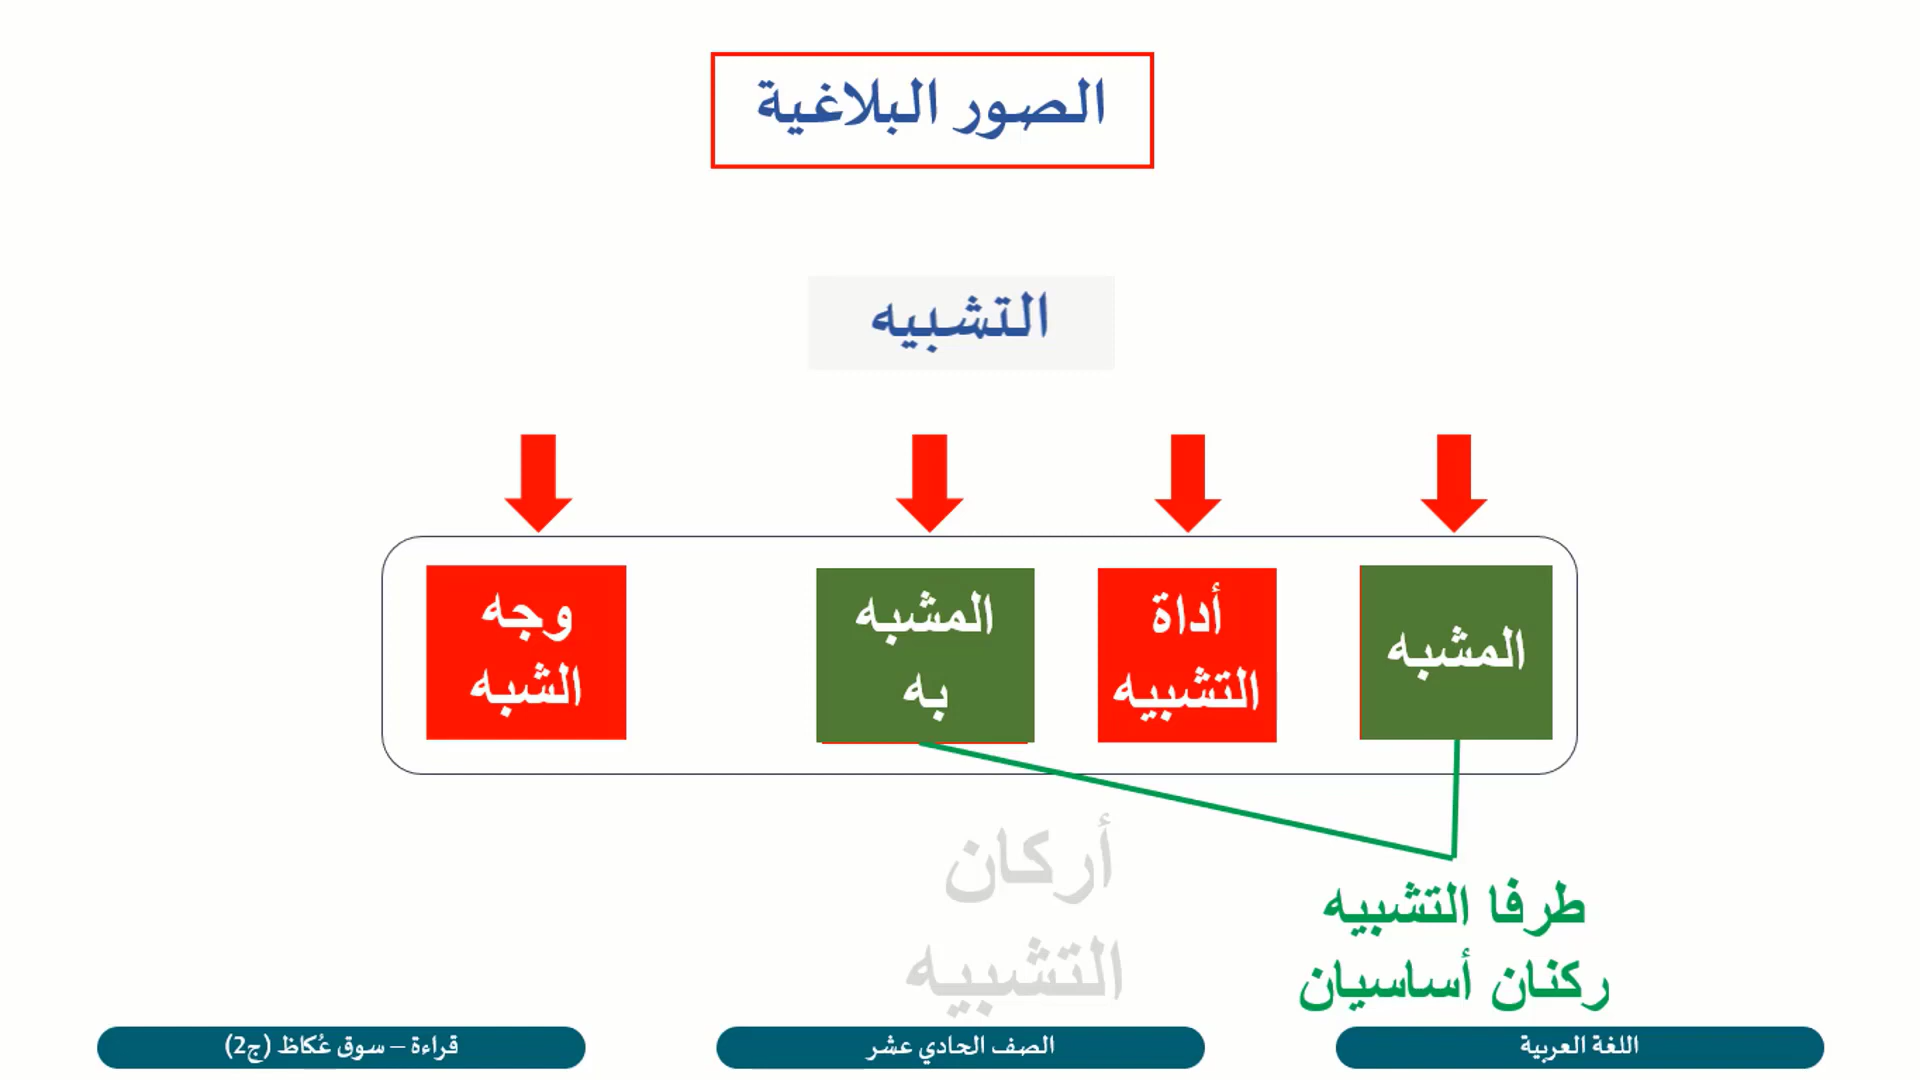 الصور البلاغية
التشبيه
المشبه
أداة
التشبيه
المشبه
به
وجه
الشبه
طرفا التشبيه
ركنان أساسيان
أركان
التشبيه
اللغة العربية
الصف الحادي عشر
قراءة – سوق عُكاظ (ج2)